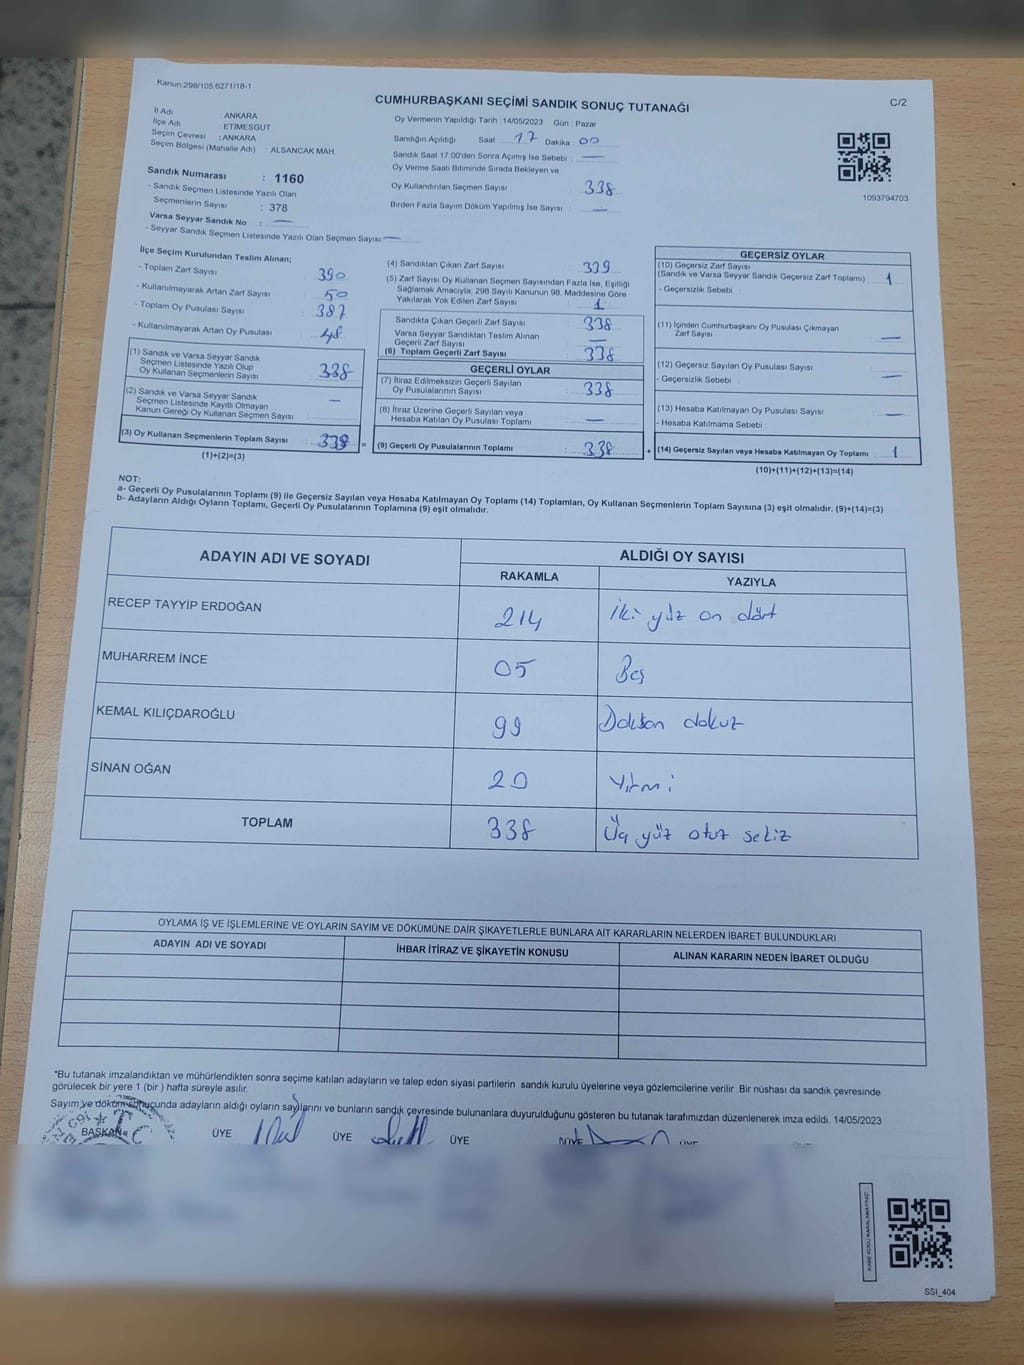 Kanun:298/105,6271/18-1
CUMHURBAŞKANI SEÇİMİ SANDIK SONUÇ TUTANAĞI
C/2
İl Adı : ANKARA
İlçe Adı : ETİMESGUT
Seçim Çevresi : ANKARA
Seçim Bölgesi (Mahalle Adı) : ALSANCAK MAH.
Sandık Numarası : 1160
- Sandık Seçmen Listesinde Yazılı Olan
Seçmenlerin Sayısı : 378
Varsa Seyyar Sandık No : —
- Seyyar Sandık Seçmen Listesinde Yazılı Olan Seçmen Sayısı —
Oy Vermenin Yapıldığı Tarih : 14/05/2023 Gün : Pazar
Sandığın Açıldığı Saat 17 Dakika : 00
Sandık Saat 17:00'den Sonra Açımış İse Sebebi : —
Oy Verme Saati Bitiminde Sırada Bekleyen ve
Oy Kullandırılan Seçmen Sayısı : 338
Birden Fazla Sayım Döküm Yapılmış İse Sayısı : —
1093794703
İlçe Seçim Kurulundan Teslim Alınan;
- Toplam Zarf Sayısı : 390
- Kullanılmayarak Artan Zarf Sayısı : 50
- Toplam Oy Pusulası Sayısı : 387
- Kullanılmayarak Artan Oy Pusulası : 48
(1) Sandık ve Varsa Seyyar Sandık
Seçmen Listesinde Yazılı Olup
Oy Kullanan Seçmenlerin Sayısı : 338
(2) Sandık ve Varsa Seyyar Sandık
Seçmen Listesinde Kayıtlı Olmayan
Kanun Gereği Oy Kullanan Seçmen Sayısı : —
(3) Oy Kullanan Seçmenlerin Toplam Sayısı : 339 =
(1)+(2)=(3)
(4) Sandıktan Çıkan Zarf Sayısı : 339
(5) Zarf Sayısı Oy Kullanan Seçmen Sayısından Fazla İse, Eşitliği
Sağlamak Amacıyla; 298 Sayılı Kanunun 98. Maddesine Göre
Yakılarak Yok Edilen Zarf Sayısı : 1
Sandıkta Çıkan Geçerli Zarf Sayısı : 338
Varsa Seyyar Sandıktan Teslim Alınan
Geçerli Zarf Sayısı : —
(6) Toplam Geçerli Zarf Sayısı : 338
GEÇERLİ OYLAR
(7) İtiraz Edilmeksizin Geçerli Sayılan
Oy Pusulalarının Sayısı : 338
(8) İtiraz Üzerine Geçerli Sayılan veya
Hesaba Katılan Oy Pusulası Toplamı : —
(9) Geçerli Oy Pusulalarının Toplamı : 338 +
GEÇERSİZ OYLAR
(10) Geçersiz Zarf Sayısı
(Sandık ve Varsa Seyyar Sandık Geçersiz Zarf Toplamı) : 1
- Geçersizlik Sebebi :
(11) İçinden Cumhurbaşkanı Oy Pusulası Çıkmayan
Zarf Sayısı : —
(12) Geçersiz Sayılan Oy Pusulası Sayısı : —
- Geçersizlik Sebebi :
(13) Hesaba Katılmayan Oy Pusulası Sayısı : —
- Hesaba Katılmama Sebebi :
(14) Geçersiz Sayılan veya Hesaba Katılmayan Oy Toplamı : 1
(10)+(11)+(12)+(13)=(14)
NOT:
a- Geçerli Oy Pusulalarının Toplamı (9) ile Geçersiz Sayılan veya Hesaba Katılmayan Oy Toplamı (14) Toplamları, Oy Kullanan Seçmenlerin Toplam Sayısına (3) eşit olmalıdır. (9)+(14)=(3)
b- Adayların Aldığı Oyların Toplamı, Geçerli Oy Pusulalarının Toplamına (9) eşit olmalıdır.
ADAYIN ADI VE SOYADI ALDIĞI OY SAYISI
RAKAMLA YAZIYLA
RECEP TAYYİP ERDOĞAN 214 İki yüz on dört
MUHARREM İNCE 05 Beş
KEMAL KILIÇDAROĞLU 99 Doksan dokuz
SİNAN OĞAN 20 Yirmi
TOPLAM 338 Üç yüz otuz sekiz
OYLAMA İŞ VE İŞLEMLERİNE VE OYLARIN SAYIM VE DÖKÜMÜNE DAİR ŞİKAYETLERLE BUNLARA AİT KARARLARIN NELERDEN İBARET BULUNDUKLARI
ADAYIN ADI VE SOYADI İHBAR İTİRAZ VE ŞİKAYETİN KONUSU ALINAN KARARIN NEDEN İBARET OLDUĞU
*Bu tutanak imzalandıktan ve mühürlendikten sonra seçime katılan adayların ve talep eden siyasi partilerin sandık kurulu üyelerine veya gözlemcilerine verilir .Bir nüshası da sandık çevresinde
görülecek bir yere 1 (bir ) hafta süreyle asılır.
Sayım ve döküm sonucunda adayların aldığı oyların sayılarını ve bunların sandık çevresinde bulunanlara duyurulduğunu gösteren bu tutanak tarafımızdan düzenlenerek imza edildi. 14/05/2023
BAŞKAN ÜYE ÜYE ÜYE ÜYE ÜYE
KARE KODU KARALAMAYINIZ!
SSI_404